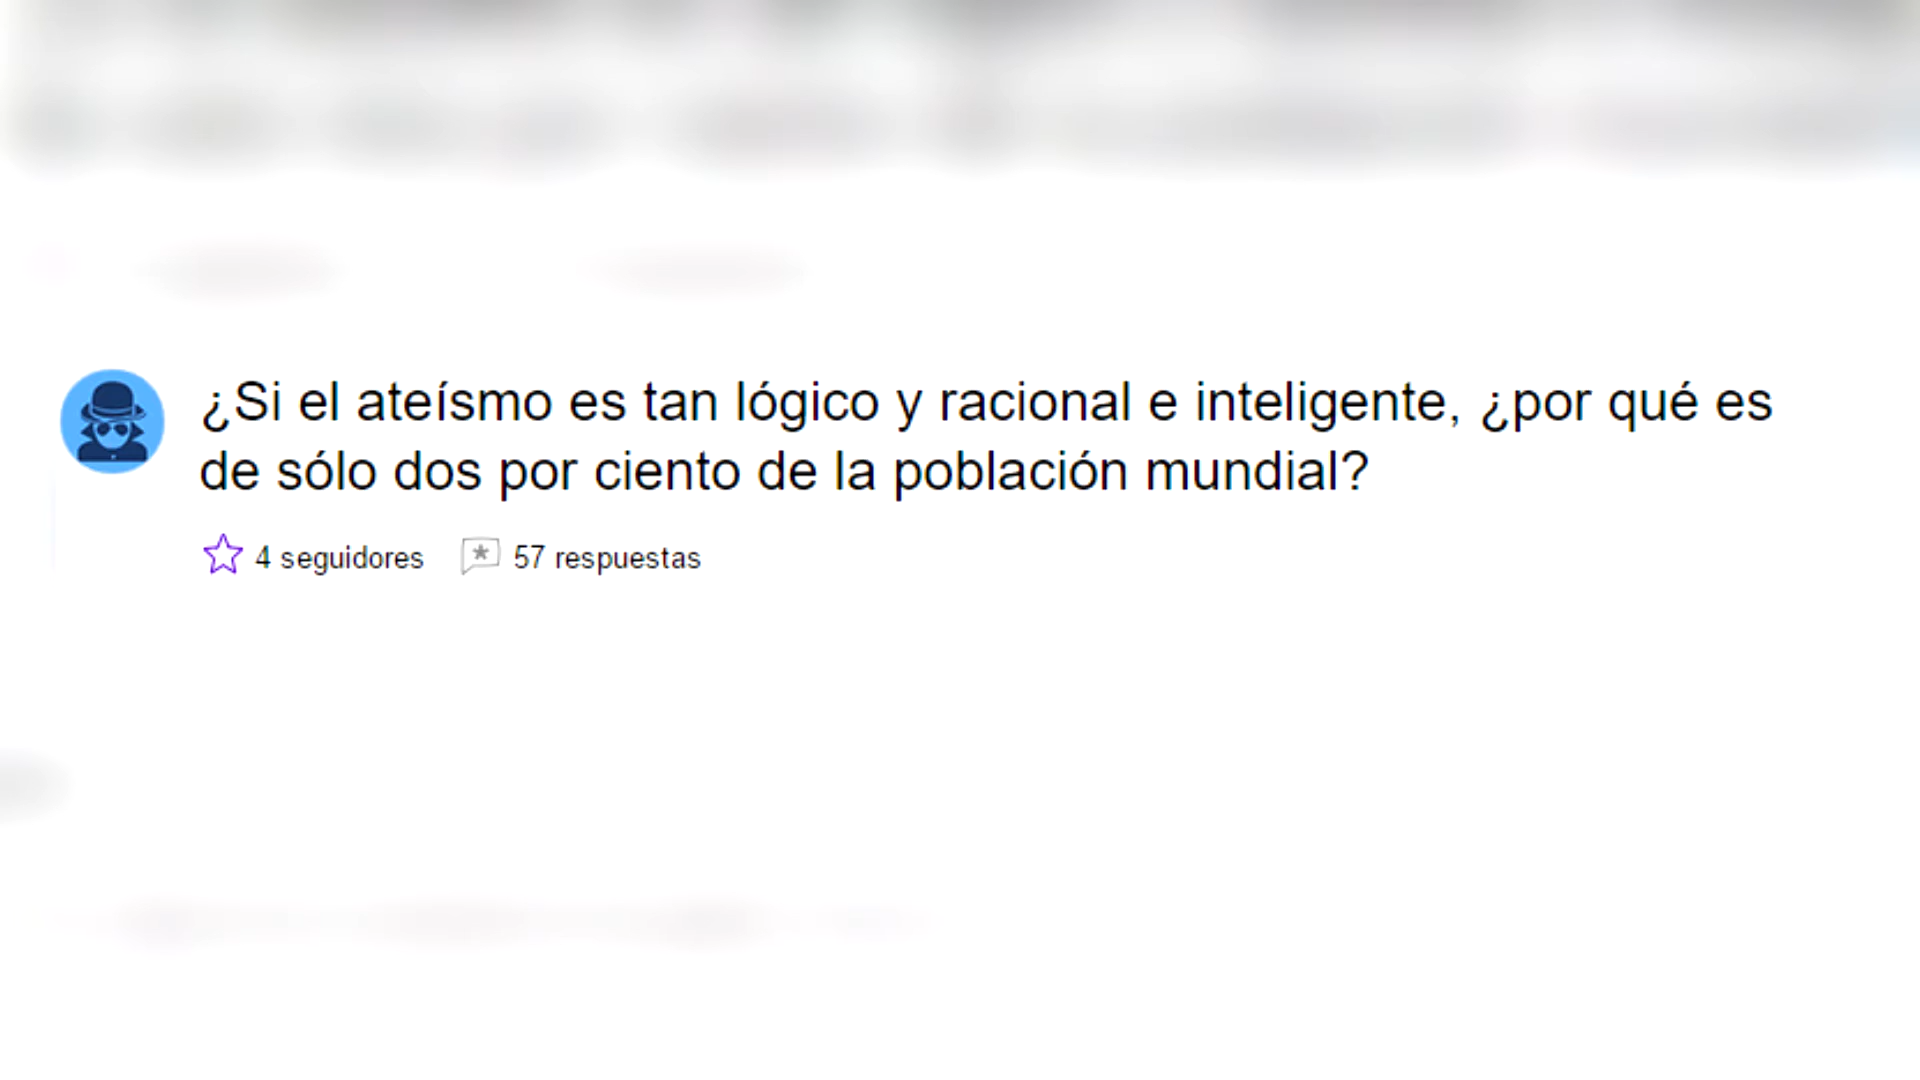 ¿Si el ateísmo es tan lógico y racional e inteligente, ¿por qué es
de sólo dos por ciento de la población mundial?
4 seguidores 57 respuestas